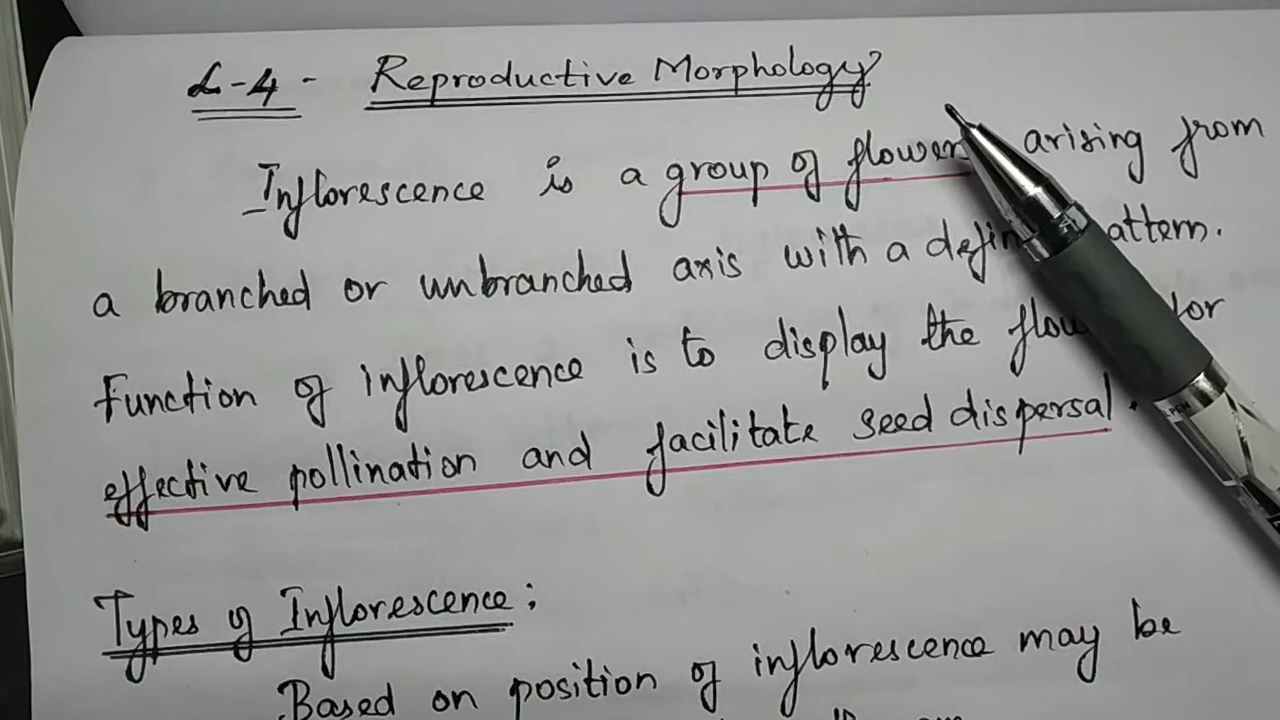 L-4 - Reproductive Morphology
Inflorescence is a group of flowers arising from
a branched or unbranched axis with a pattern.
Function of inflorescence is to display the for
effective pollination and facilitate seed dispersal.
Types of Inflorescence:
Based on position of inflorescence may be